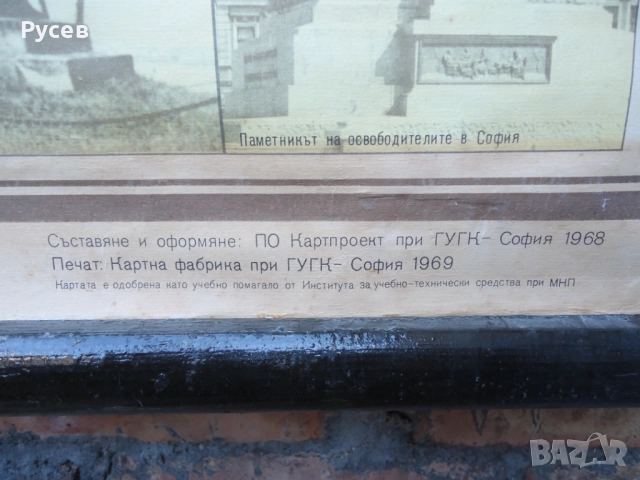 Русев
Паметникът на освободителите в София
Съставяне и оформяне: ПО Картпроект при ГУГК – София 1968
Печат: Картна фабрика при ГУГК – София 1969
Картата е одобрена като учебно помагало от Института за учебно-технически средства при МНП
BAZAR